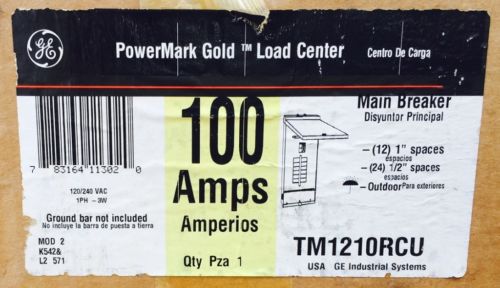 GE
PowerMark Gold ™ Load Center
Centro De Carga
7 83164 11302 0
120/240 VAC
1PH -3W
Ground bar not included
No incluye la barra de puesta a tierra
MOD 2
K542&
L2 571
100
Amps
Amperios
Qty Pza 1
Main Breaker
Disyuntor Principal
–(12) 1" spaces
espacios
–(24) 1/2" spaces
espacios
–Outdoor Para exteriores
TM1210RCU
USA GE Industrial Systems